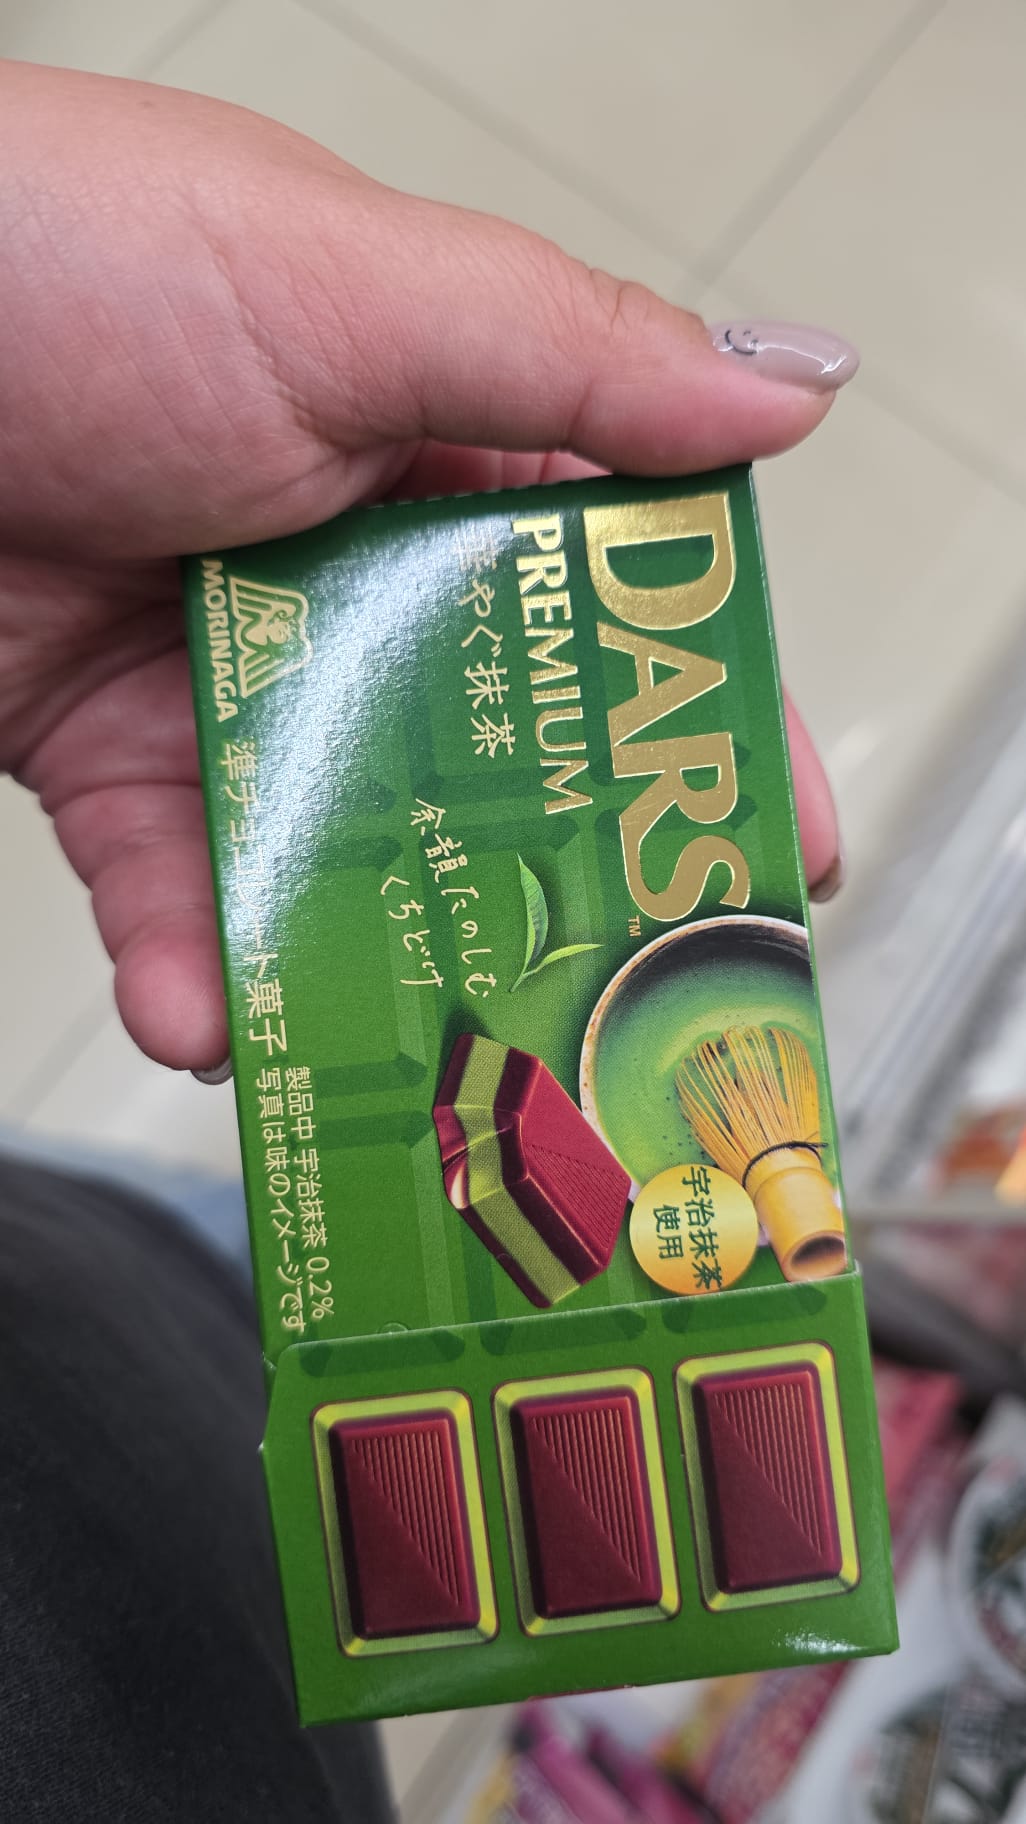 DARS™
PREMIUM
華やぐ抹茶
余韻たのしむ
くちどけ
宇治抹茶
使用
MORINAGA
準チョコレート菓子
製品中 宇治抹茶 0.2%
写真は味のイメージです